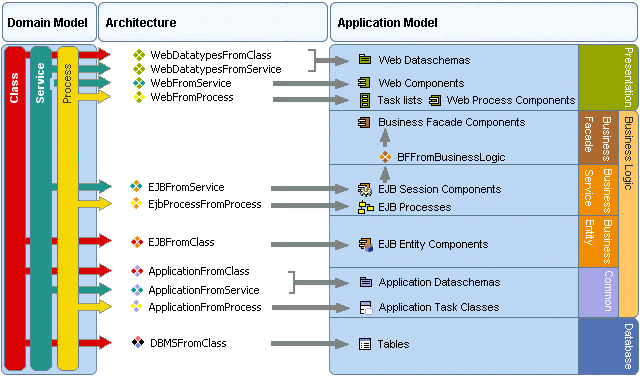 Domain Model
Architecture
Application Model
Class
Service
Process
WebDatatypesFromClass
WebDatatypesFromService
WebFromService
WebFromProcess
EJBFromService
EjbProcessFromProcess
EJBFromClass
ApplicationFromClass
ApplicationFromService
ApplicationFromProcess
DBMSFromClass
Web Dataschemas
Web Components
Task lists Web Process Components
Business Facade Components
BFFromBusinessLogic
EJB Session Components
EJB Processes
EJB Entity Components
Application Dataschemas
Application Task Classes
Tables
Presentation
Business
Facade
Business
Service
Business
Entity
Common
Business Logic
Database